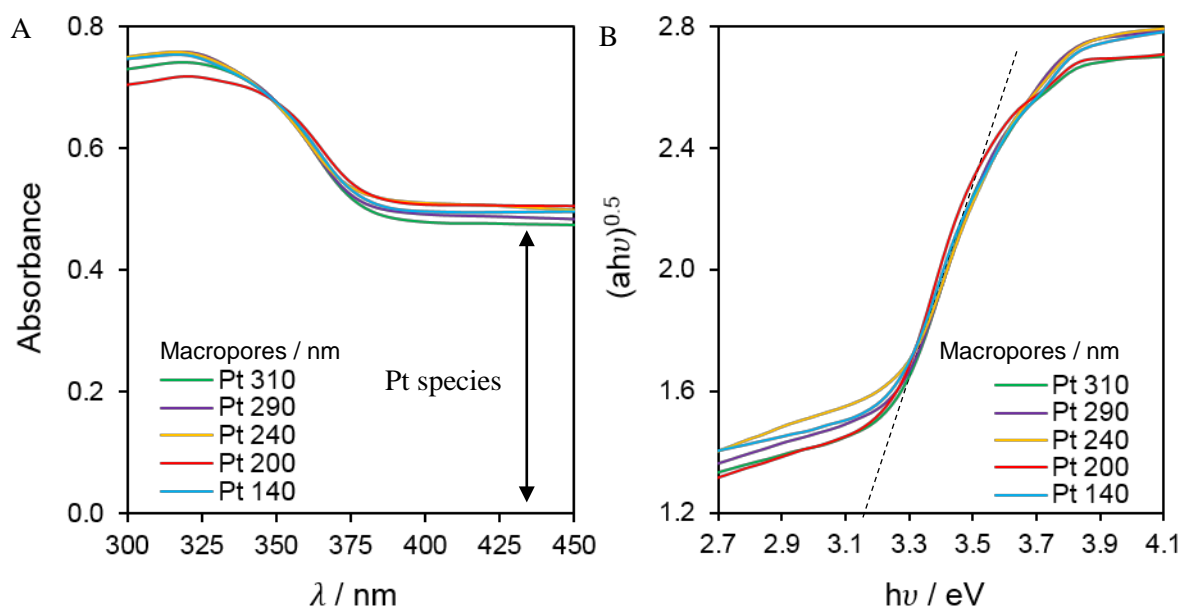 A
0.8
0.6
0.4
0.2
0.0
Absorbance
300 325 350 375 400 425 450
λ / nm
Macropores / nm
Pt 310
Pt 290
Pt 240
Pt 200
Pt 140
Pt species
B
2.8
2.4
2.0
1.6
1.2
(ahυ)^0.5
2.7 2.9 3.1 3.3 3.5 3.7 3.9 4.1
hυ / eV
Macropores / nm
Pt 310
Pt 290
Pt 240
Pt 200
Pt 140